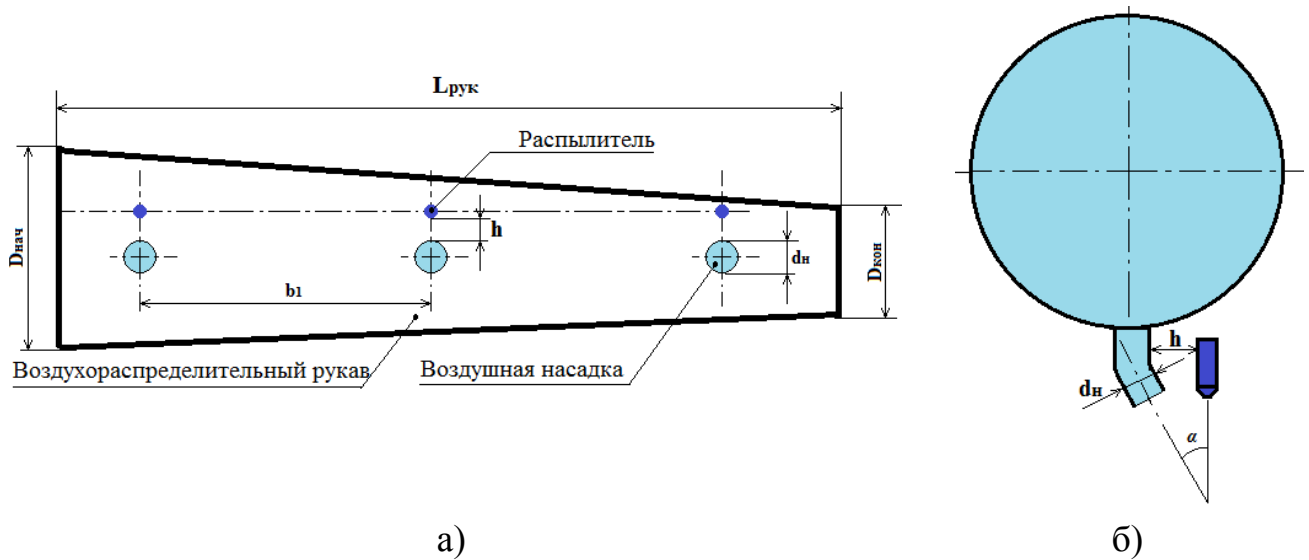 Lрук
Распылитель
Dнач
h
dн
Dкон
b1
Воздухораспределительный рукав
Воздушная насадка
а)
h
dн
α
б)